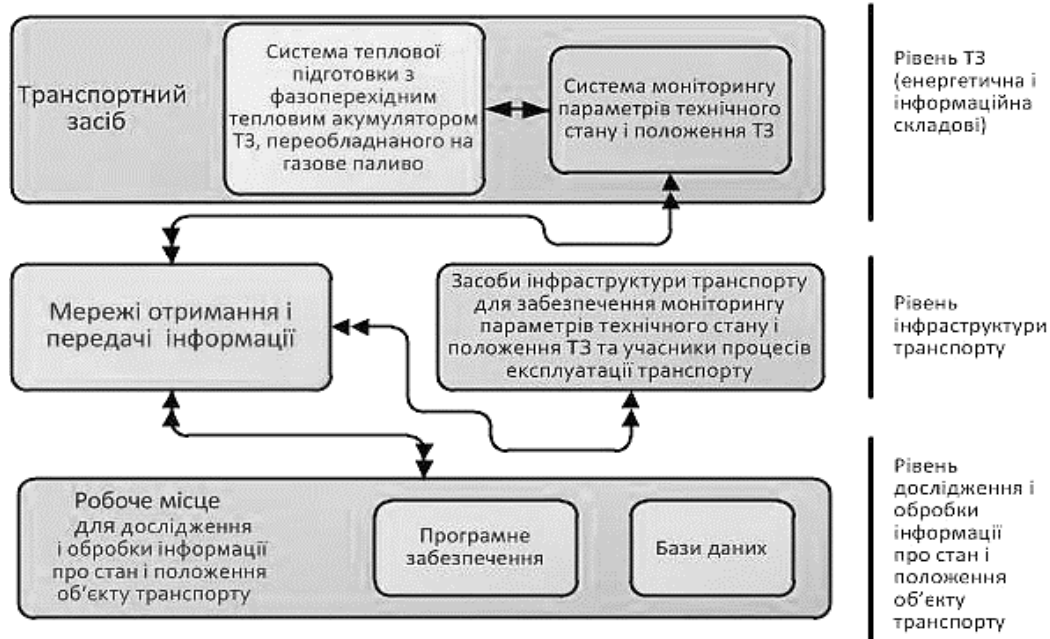 Транспортний
засіб
Система теплової
підготовки з
фазоперехідним
тепловим акумулятором
ТЗ, переобладнаного на
газове паливо
Система моніторингу
параметрів технічного
стану і положення ТЗ
Рівень ТЗ
(енергетична і
інформаційна
складові)
Мережі отримання і
передачі інформації
Засоби інфраструктури транспорту
для забезпечення моніторингу
параметрів технічного стану і
положення ТЗ та учасники процесів
експлуатації транспорту
Рівень
інфраструктури
транспорту
Робоче місце
для дослідження
і обробки інформації
про стан і положення
об'єкту транспорту
Програмне
забезпечення
Бази даних
Рівень
дослідження і
обробки
інформації
про стан і
положення
об'єкту
транспорту